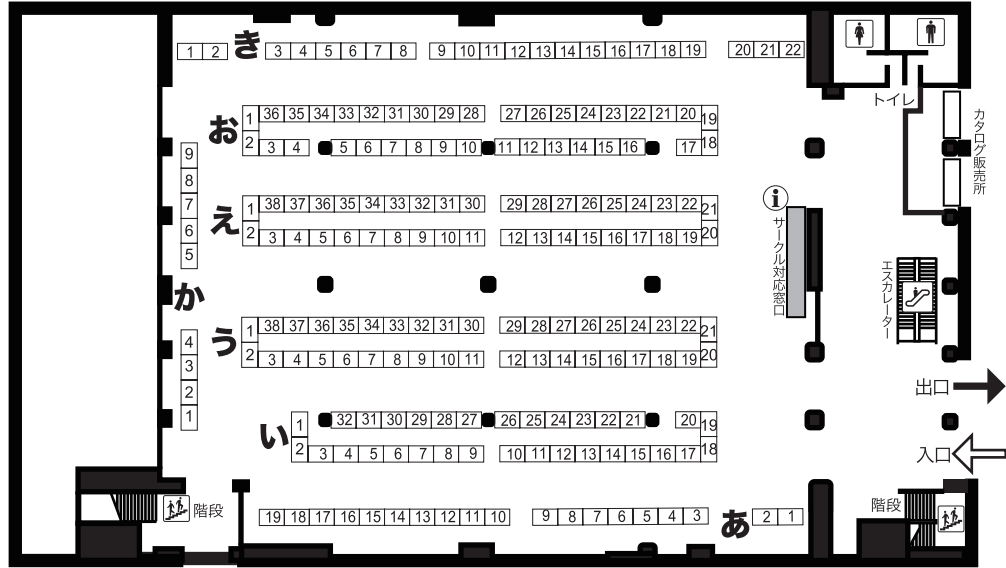 1 2 き 3 4 5 6 7 8 9 10 11 12 13 14 15 16 17 18 19 20 21 22
トイレ
カタログ販売所
お
1 36 35 34 33 32 31 30 29 28 27 26 25 24 23 22 21 20 19
2 3 4 5 6 7 8 9 10 11 12 13 14 15 16 17 18
え
1 38 37 36 35 34 33 32 31 30 29 28 27 26 25 24 23 22 21
2 3 4 5 6 7 8 9 10 11 12 13 14 15 16 17 18 19 20
9
8
7
6
5
か
4
3
2
1
i
サークル対応窓口
エスカレーター
う
1 38 37 36 35 34 33 32 31 30 29 28 27 26 25 24 23 22 21
2 3 4 5 6 7 8 9 10 11 12 13 14 15 16 17 18 19 20
出口
い
1 32 31 30 29 28 27 26 25 24 23 22 21 20 19
2 3 4 5 6 7 8 9 10 11 12 13 14 15 16 17 18
入口
階段
階段
19 18 17 16 15 14 13 12 11 10 9 8 7 6 5 4 3 あ 2 1